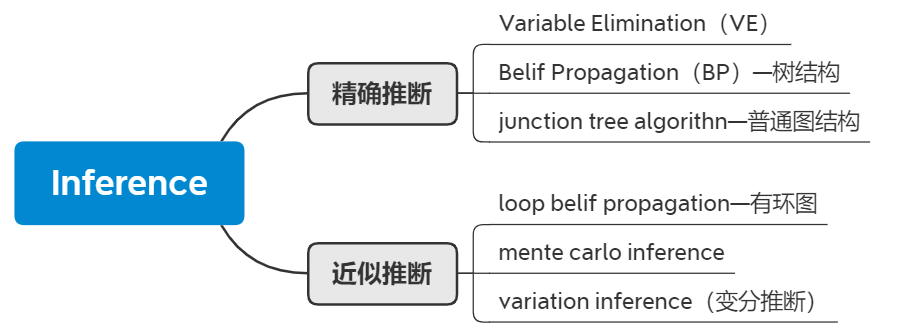 Inference
精确推断
Variable Elimination（VE）
Belif Propagation（BP）—树结构
junction tree algorithn—普通图结构
近似推断
loop belif propagation—有环图
mente carlo inference
variation inference（变分推断）